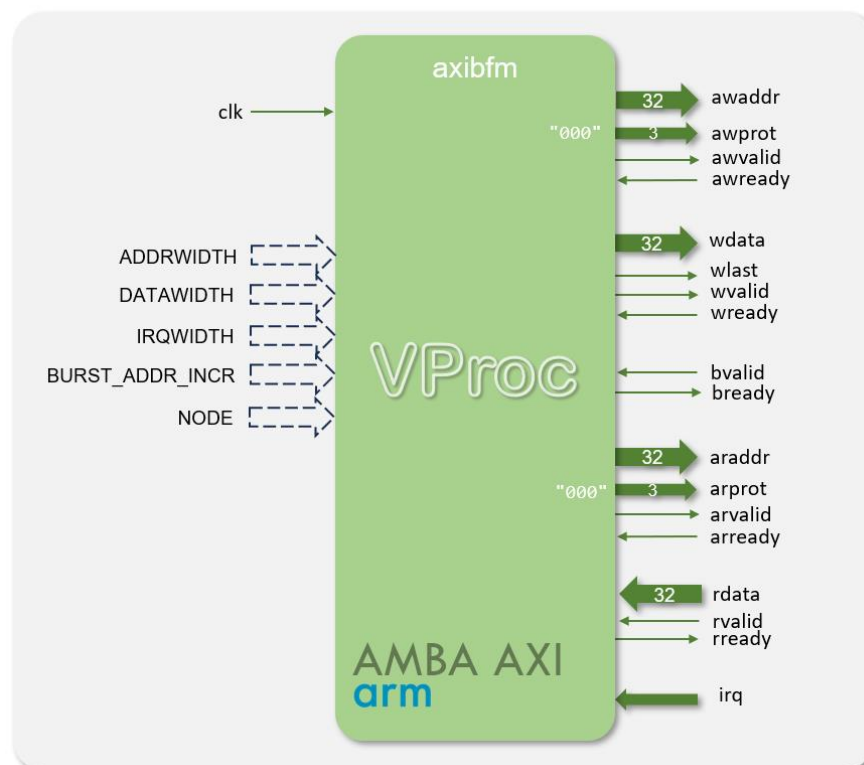 axibfm
clk
32 awaddr
"000" 3 awprot
awvalid
awready
ADDRWIDTH
DATAWIDTH
IRQWIDTH
BURST_ADDR_INCR
NODE
32 wdata
wlast
wvalid
wready
VProc
bvalid
bready
32 araddr
"000" 3 arprot
arvalid
arready
32 rdata
rvalid
rready
AMBA AXI
arm
irq